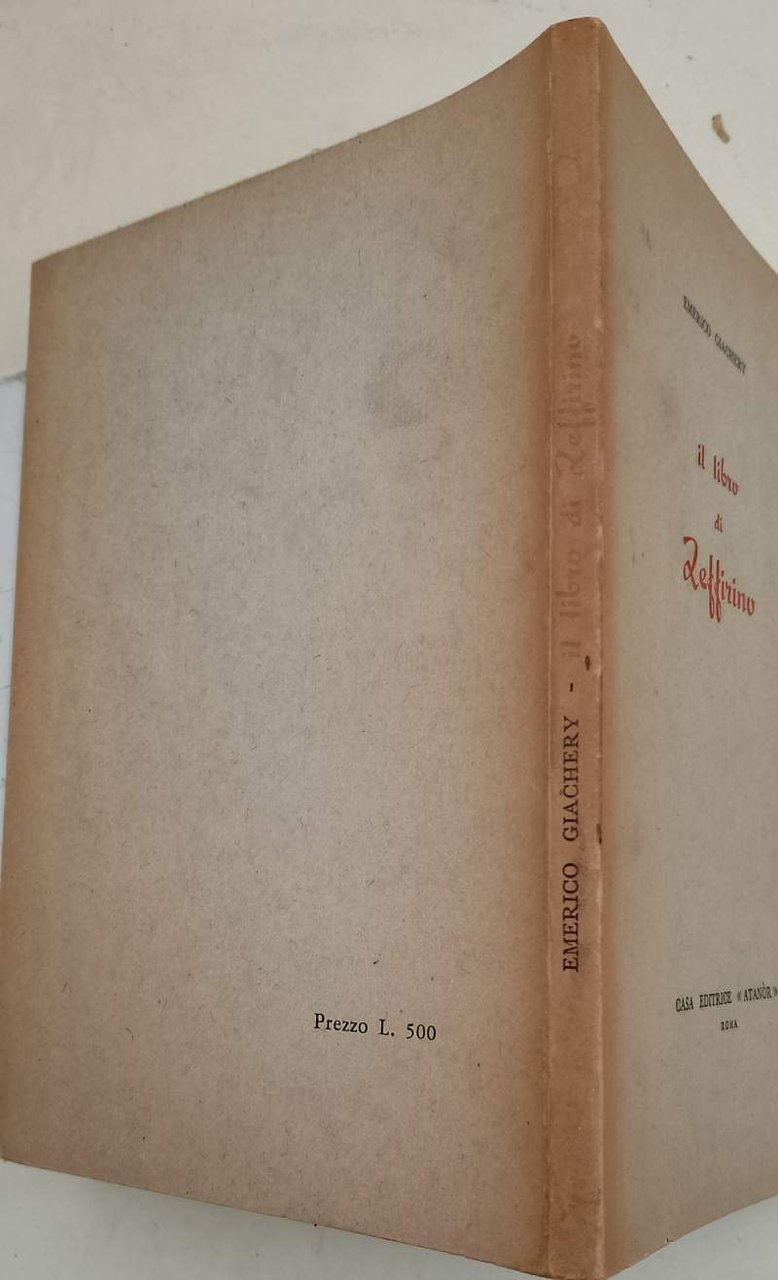 Prezzo L. 500
EMERICO GIACHERY - il libro di Zeffirino
EMERICO GIACHERY
il libro
di
Zeffirino
CASA EDITRICE « ATANÒR »
ROMA